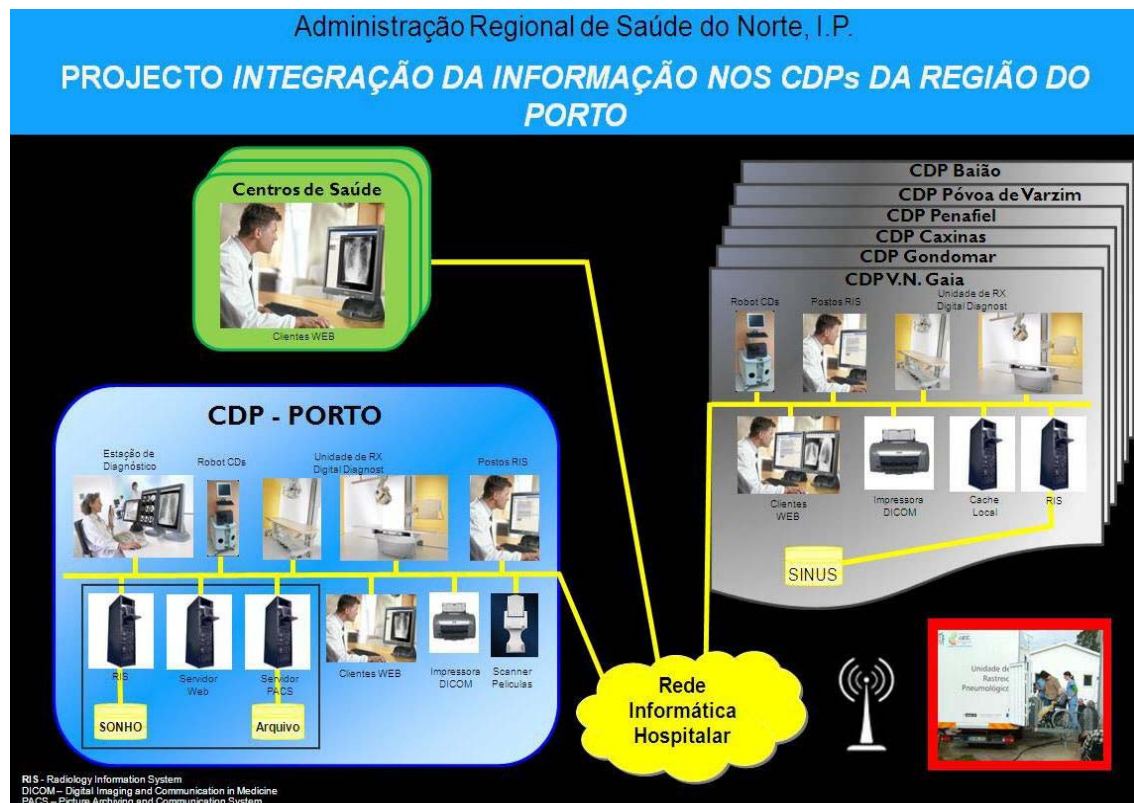 Administração Regional de Saúde do Norte, I.P.
PROJECTO INTEGRAÇÃO DA INFORMAÇÃO NOS CDPs DA REGIÃO DO
PORTO
Centros de Saúde
Clientes WEB
CDP Baião
CDP Póvoa de Varzim
CDP Penafiel
CDP Caxinas
CDP Gondomar
CDP V.N. Gaia
Robot CDs
Postos RIS
Unidade de RX
Digital Diagnost
Clientes
WEB
Impressora
DICOM
Cache
Local
RIS
SINUS
CDP - PORTO
Estação de
Diagnóstico
Robot CDs
Unidade de RX
Digital Diagnost
Postos RIS
RIS
Servidor
Web
Servidor
PACS
Clientes WEB
Impressora
DICOM
Scanner
Peliculas
SONHO
Arquivo
Rede
Informática
Hospitalar
Unidade de
Rastreio
Pneumológico
RIS - Radiology Information System
DICOM – Digital Imaging and Communication in Medicine
PACS – Picture Archiving and Communication System